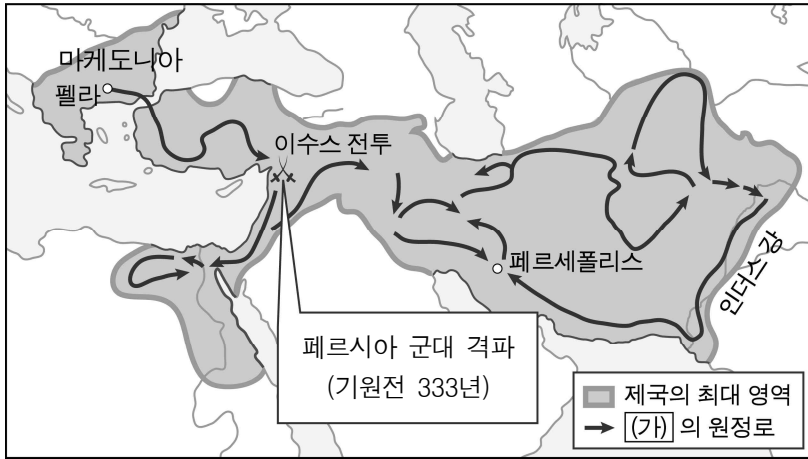 마케도니아
펠라
이수스 전투
페르세폴리스
인더스 강
페르시아 군대 격파
(기원전 333년)
제국의 최대 영역
(가) 의 원정로